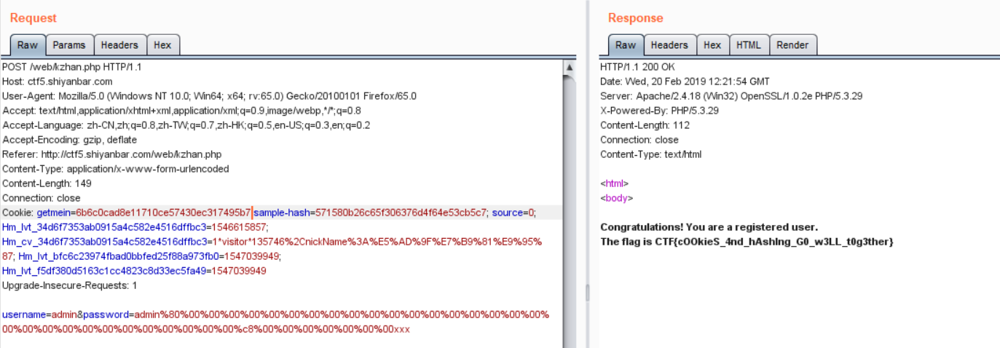 Request
Raw Params Headers Hex
POST /web/kzhan.php HTTP/1.1
Host: ctf5.shiyanbar.com
User-Agent: Mozilla/5.0 (Windows NT 10.0; Win64; x64; rv:65.0) Gecko/20100101 Firefox/65.0
Accept: text/html,application/xhtml+xml,application/xml;q=0.9,image/webp,*/*;q=0.8
Accept-Language: zh-CN,zh;q=0.8,zh-TW;q=0.7,zh-HK;q=0.5,en-US;q=0.3,en;q=0.2
Accept-Encoding: gzip, deflate
Referer: http://ctf5.shiyanbar.com/web/kzhan.php
Content-Type: application/x-www-form-urlencoded
Content-Length: 149
Connection: close
Cookie: getmein=6b6c0cad8e11710ce57430ec317495b7;sample-hash=571580b26c65f306376d4f64e53cb5c7; source=0;
Hm_lvt_34d6f7353ab0915a4c582e4516dffbc3=1546615857;
Hm_cv_34d6f7353ab0915a4c582e4516dffbc3=1*visitor*135746%2CnickName%3A%E5%AD%9F%E7%B9%81%E9%95%
87; Hm_lvt_bfc6c23974fbad0bbfed25f88a973fb0=1547039949;
Hm_lvt_f5df380d5163c1cc4823c8d33ec5fa49=1547039949
Upgrade-Insecure-Requests: 1
username=admin&password=admin%80%00%00%00%00%00%00%00%00%00%00%00%00%00%00%00%00%00%00%
00%00%00%00%00%00%00%00%00%00%00%00%c8%00%00%00%00%00%00%00xxx
Response
Raw Headers Hex HTML Render
HTTP/1.1 200 OK
Date: Wed, 20 Feb 2019 12:21:54 GMT
Server: Apache/2.4.18 (Win32) OpenSSL/1.0.2e PHP/5.3.29
X-Powered-By: PHP/5.3.29
Content-Length: 112
Connection: close
Content-Type: text/html
<html>
<body>
Congratulations! You are a registered user.
The flag is CTF{cOOkieS_4nd_hAshIng_G0_w3LL_t0g3ther}